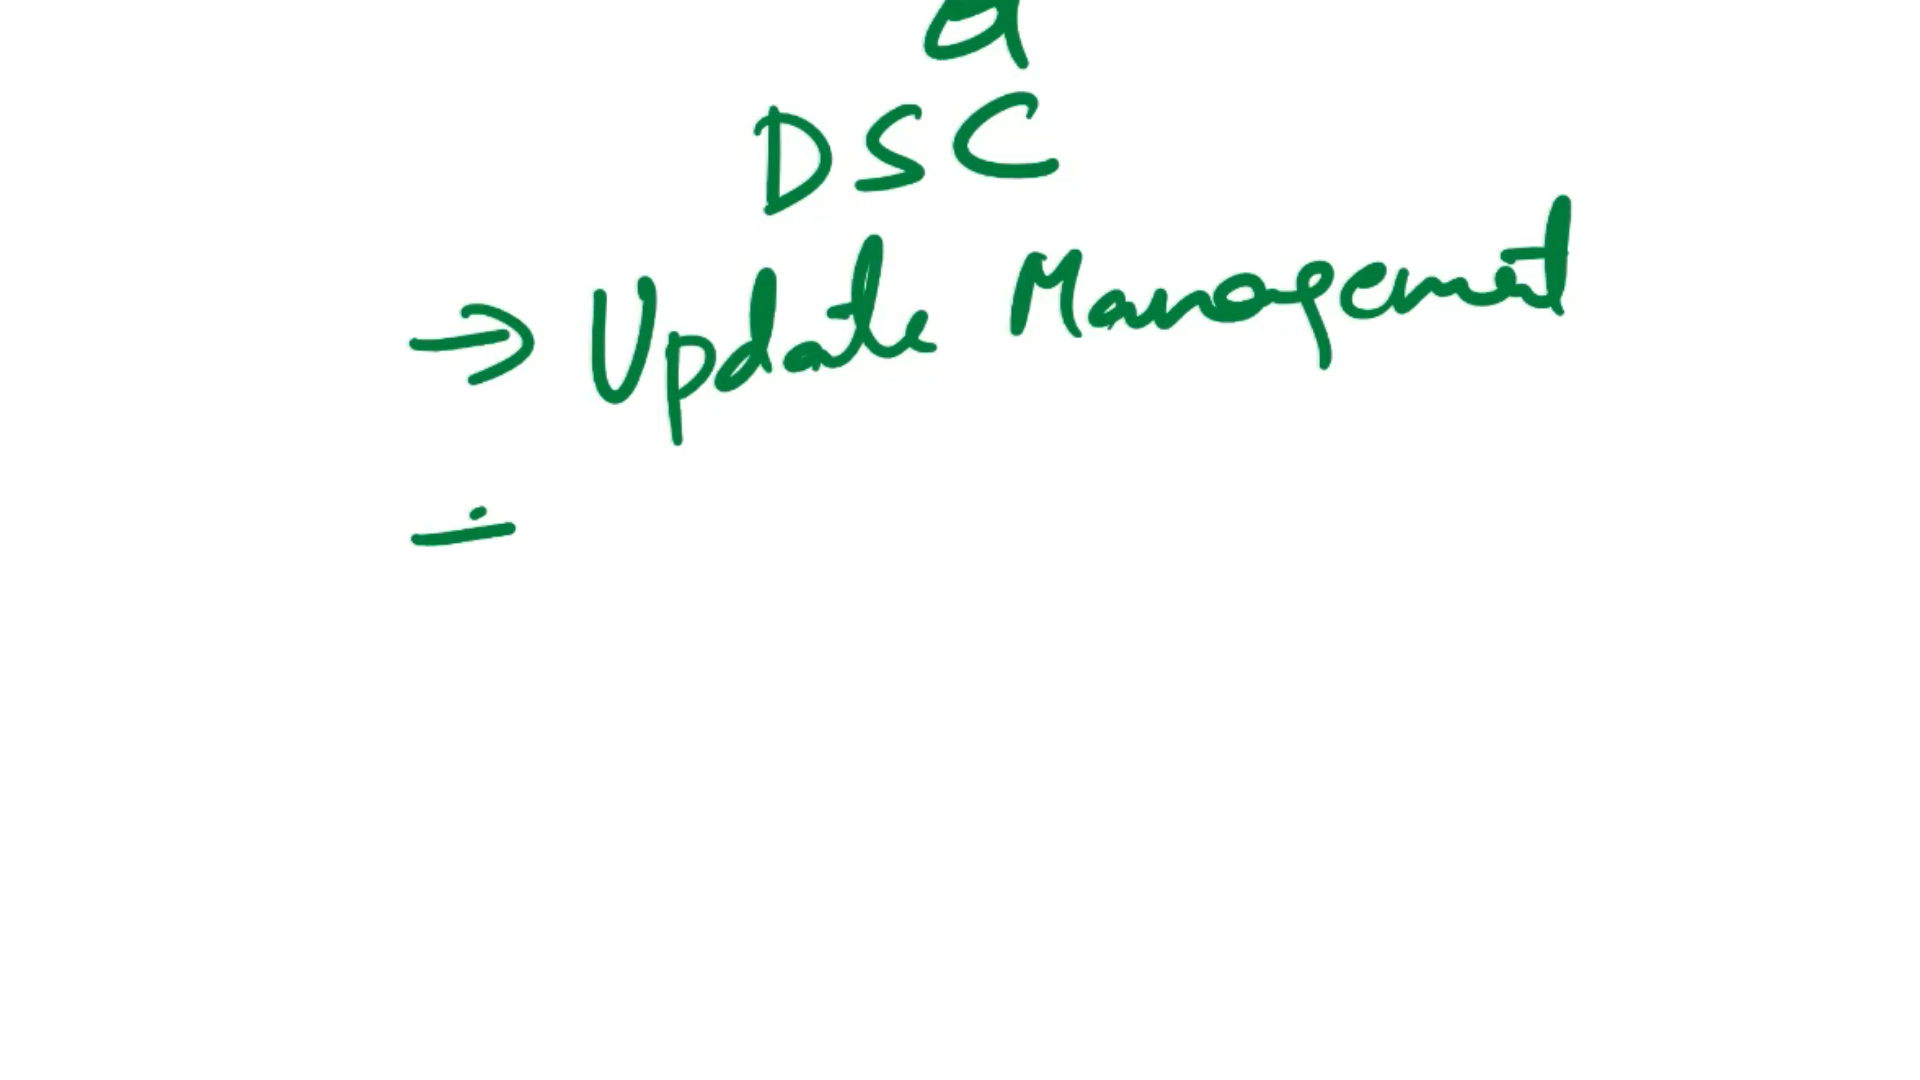 DSC
→ Update Management